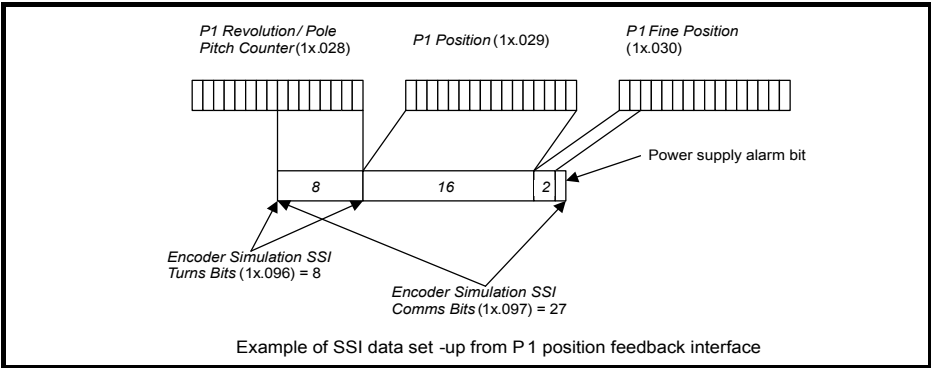 P1 Revolution/ Pole
Pitch Counter (1x.028)
P1 Position (1x.029)
P1 Fine Position
(1x.030)
Power supply alarm bit
8
16
2
Encoder Simulation SSI
Turns Bits (1x.096) = 8
Encoder Simulation SSI
Comms Bits (1x.097) = 27
Example of SSI data set -up from P1 position feedback interface